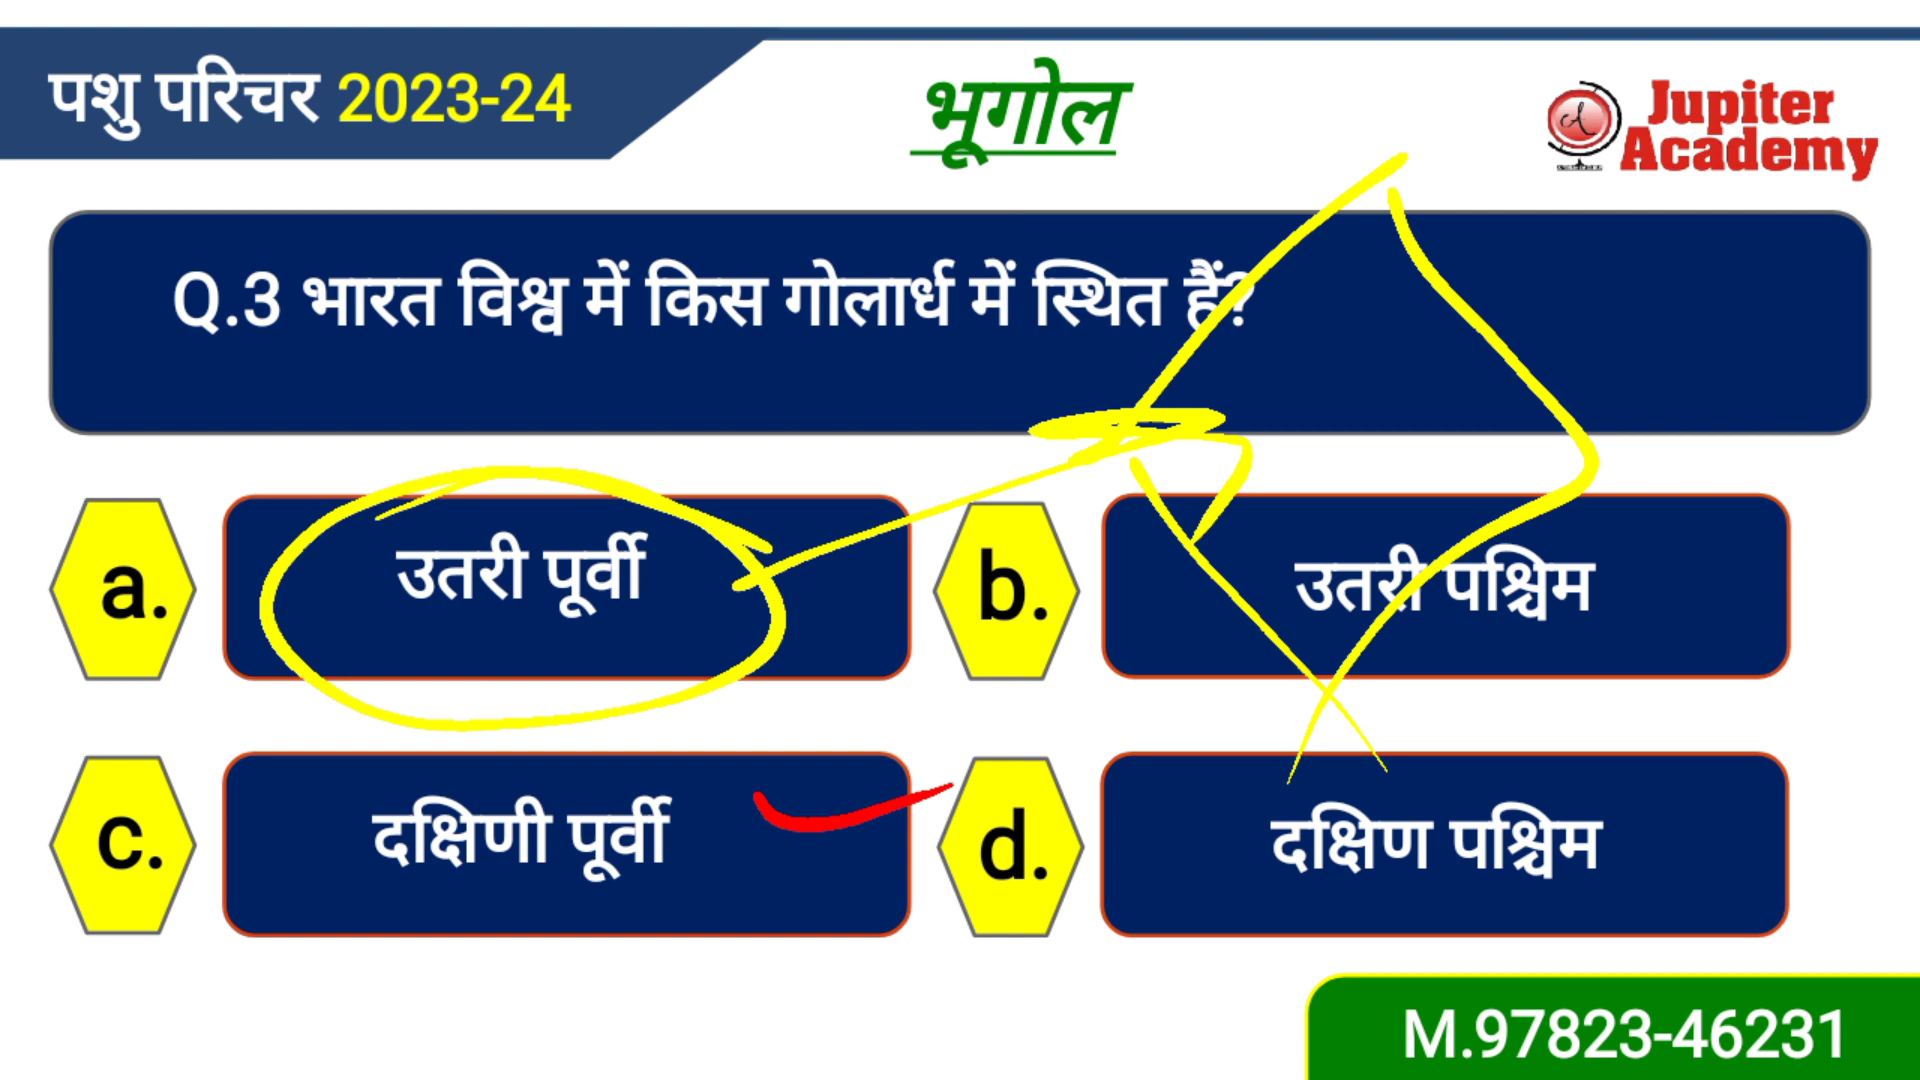 पशु परिचर 2023-24
भूगोल
Jupiter
Academy
Q.3 भारत विश्व में किस गोलार्ध में स्थित हैं?
a. उतरी पूर्वी
b. उतरी पश्चिम
c. दक्षिणी पूर्वी
d. दक्षिण पश्चिम
M.97823-46231